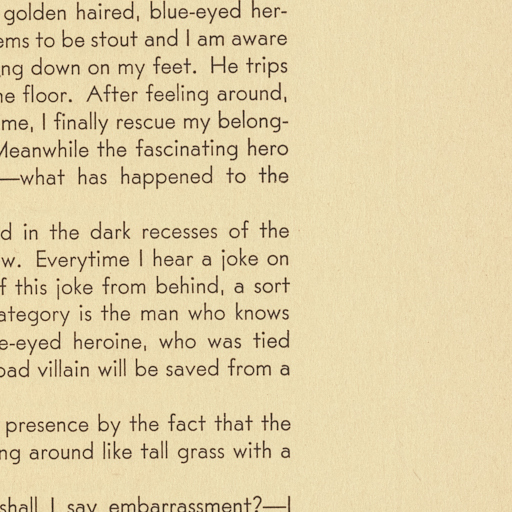 golden haired, blue-eyed her-
ems to be stout and I am aware
ng down on my feet. He trips
e floor. After feeling around,
me, I finally rescue my belong-
Meanwhile the fascinating hero
—what has happened to the
d in the dark recesses of the
w. Everytime I hear a joke on
f this joke from behind, a sort
ategory is the man who knows
e-eyed heroine, who was tied
bad villain will be saved from a
presence by the fact that the
ng around like tall grass with a
shall I say embarrassment?—I